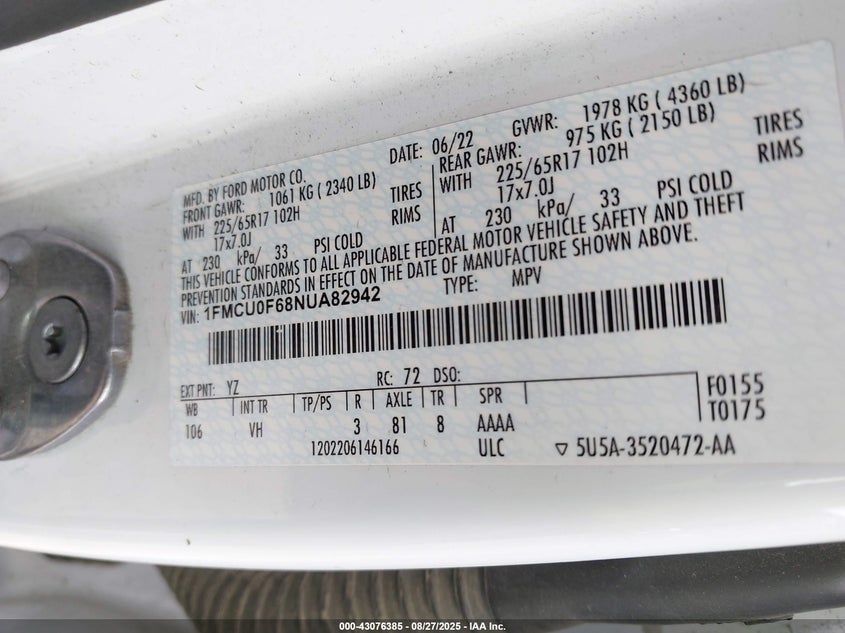 MFD. BY FORD MOTOR CO.
DATE: 06/22 GVWR: 1978 KG ( 4360 LB)
FRONT GAWR: 1061 KG ( 2340 LB) REAR GAWR: 975 KG ( 2150 LB)
WITH 225/65R17 102H TIRES WITH 225/65R17 102H TIRES
17x7.0J RIMS 17x7.0J RIMS
AT 230 kPa/ 33 PSI COLD AT 230 kPa/ 33 PSI COLD
THIS VEHICLE CONFORMS TO ALL APPLICABLE FEDERAL MOTOR VEHICLE SAFETY AND THEFT
PREVENTION STANDARDS IN EFFECT ON THE DATE OF MANUFACTURE SHOWN ABOVE.
VIN: 1FMCU0F68NUA82942 TYPE: MPV
EXT PNT: YZ RC: 72 DSO:
WB INT TR TP/PS R AXLE TR SPR F0155
106 VH 3 81 8 AAAA T0175
1202206146166 ULC ▽ 5U5A-3520472-AA
000-43076385 - 08/27/2025 - IAA Inc.